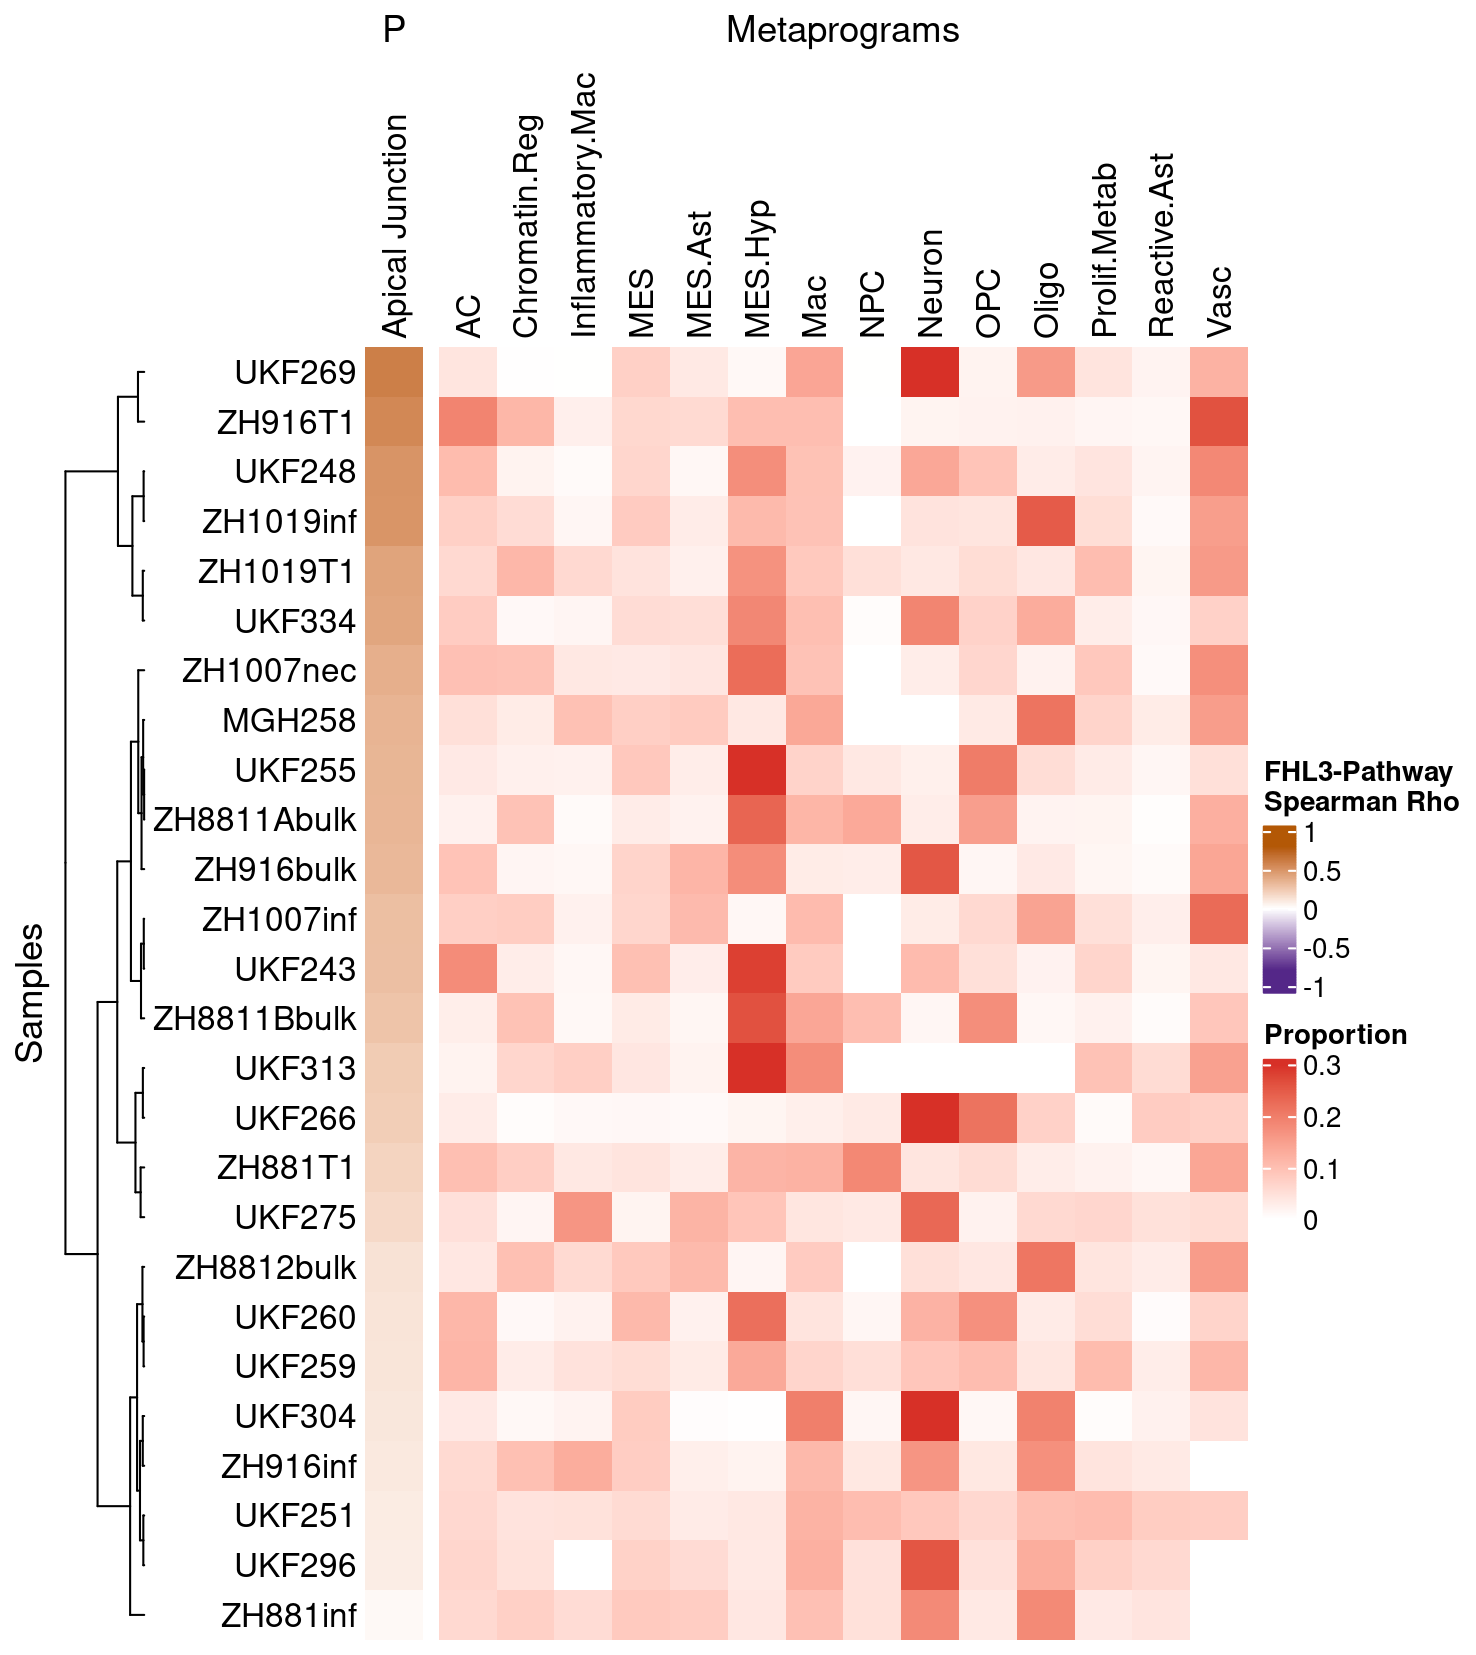 P
Metaprograms
Apical Junction
AC
Chromatin.Reg
Inflammatory.Mac
MES
MES.Ast
MES.Hyp
Mac
NPC
Neuron
OPC
Oligo
Prolif.Metab
Reactive.Ast
Vasc
Samples
UKF269
ZH916T1
UKF248
ZH1019inf
ZH1019T1
UKF334
ZH1007nec
MGH258
UKF255
ZH8811Abulk
ZH916bulk
ZH1007inf
UKF243
ZH8811Bbulk
UKF313
UKF266
ZH881T1
UKF275
ZH8812bulk
UKF260
UKF259
UKF304
ZH916inf
UKF251
UKF296
ZH881inf
FHL3-Pathway
Spearman Rho
1
0.5
0
-0.5
-1
Proportion
0.3
0.2
0.1
0